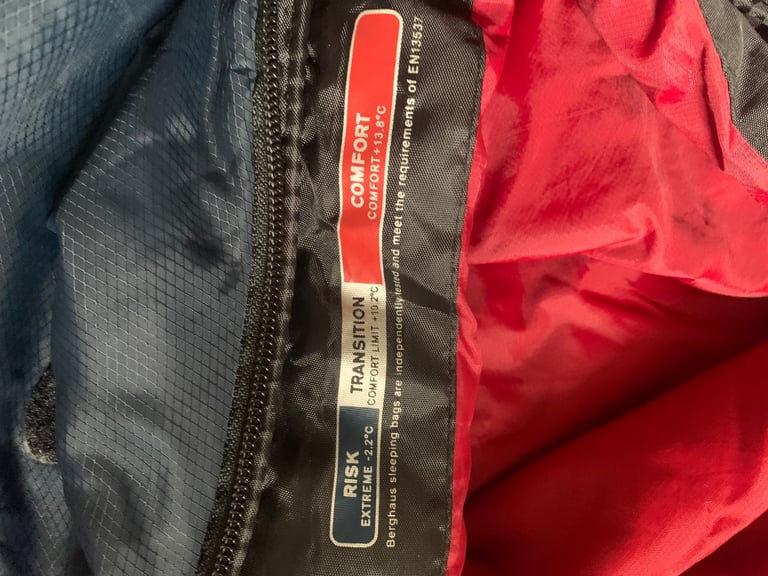 RISK
EXTREME -2.2°C
TRANSITION
COMFORT LIMIT +10.2°C
COMFORT
COMFORT +13.8°C
Berghaus sleeping bags are independently tested and meet the requirements of EN13537.